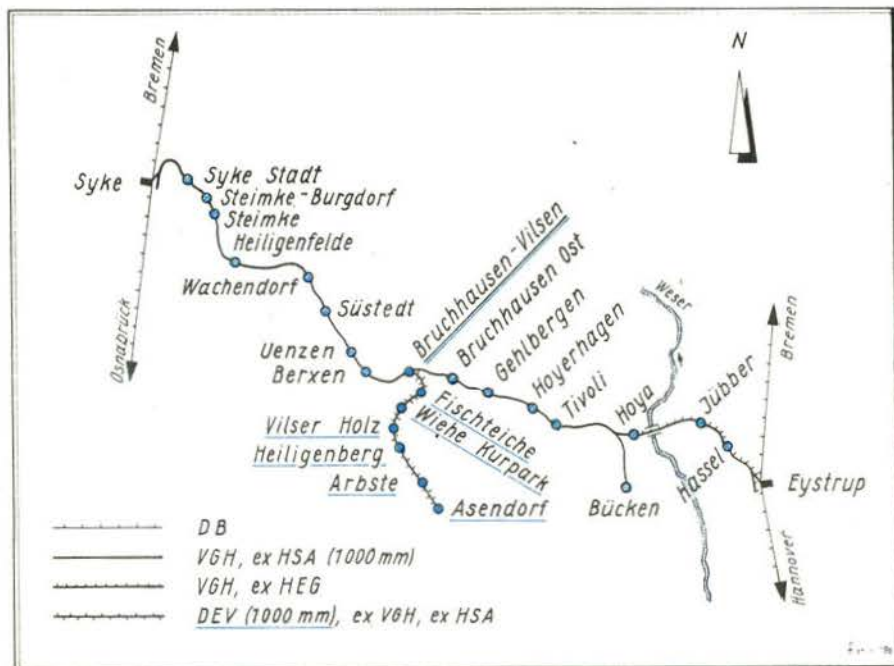 N
Bremen
Syke
Syke Stadt
Steimke-Burgdorf
Steimke
Heiligenfelde
Wachendorf
Süstedt
Osnabrück
Uenzen
Berxen
Bruchhausen-Vilsen
Bruchhausen Ost
Gehlbergen
Hoyerhagen
Tivoli
Hoya
Weser
Jübber
Hassel
Bremen
Eystrup
Hannover
Bücken
Fischteiche
Wiehe Kurpark
Vilser Holz
Heiligenberg
Arbste
Asendorf
DB
VGH, ex HSA (1000 mm)
VGH, ex HEG
DEV (1000 mm), ex VGH, ex HSA